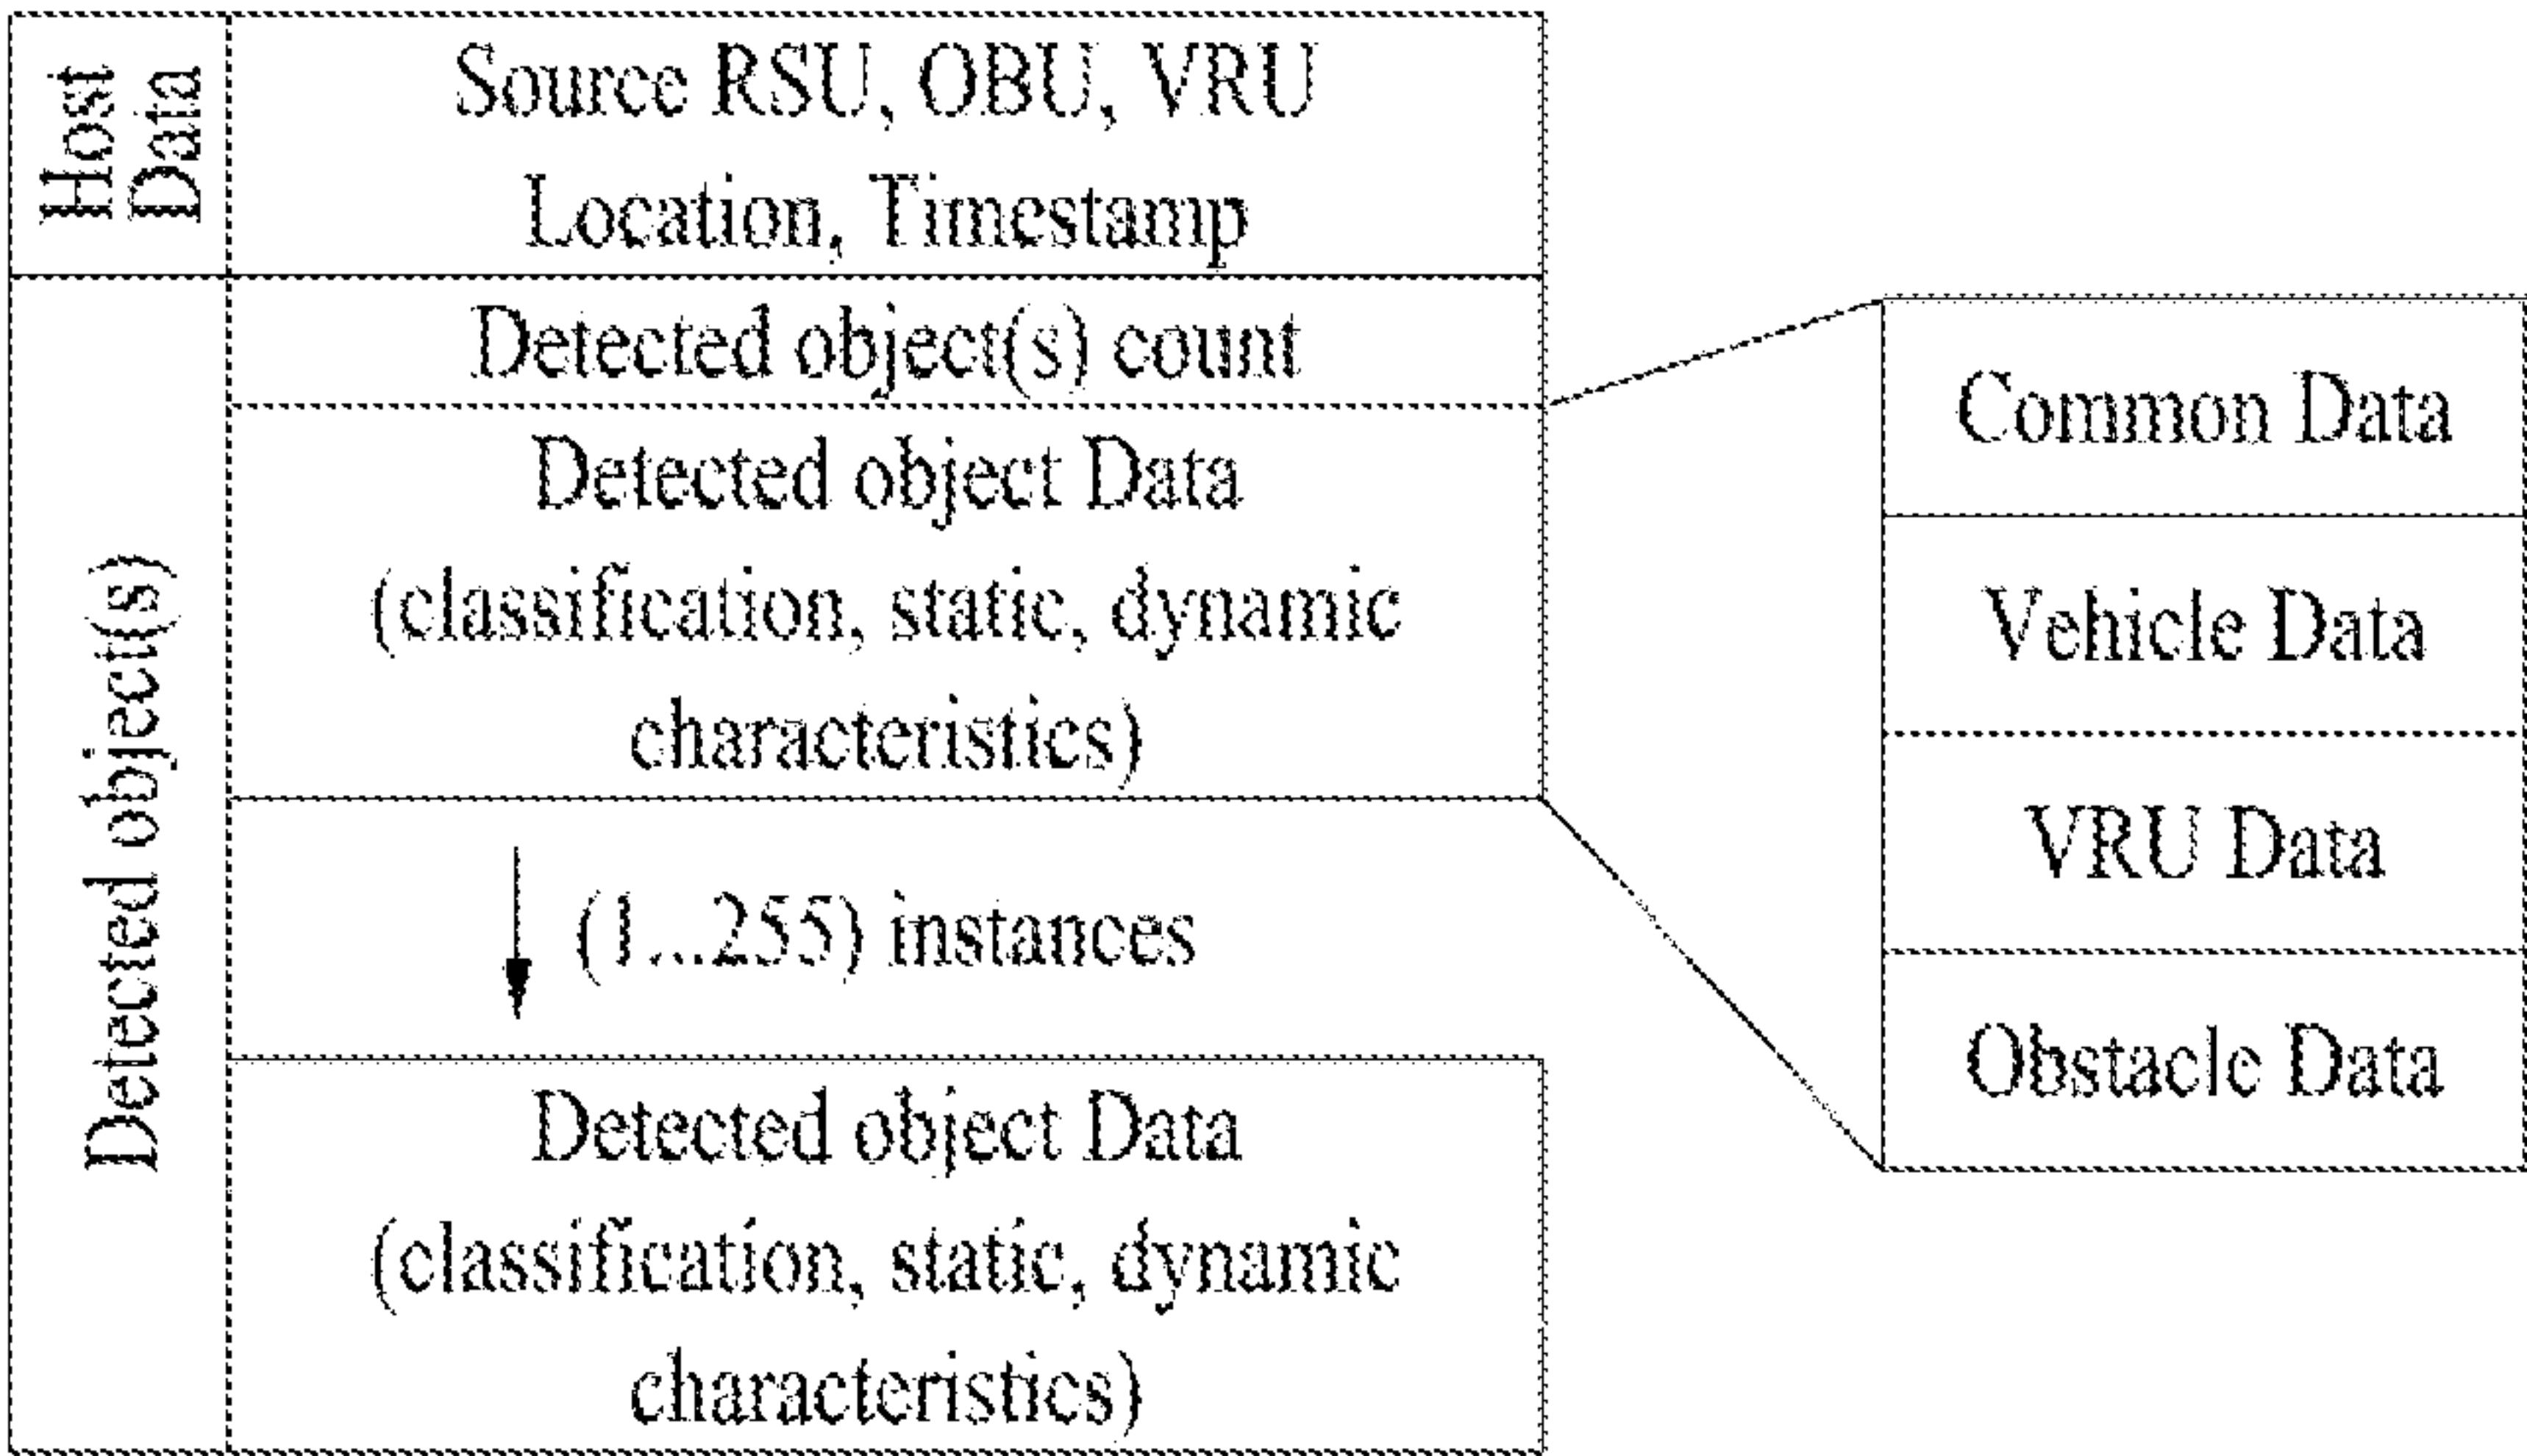 Host
Data
Source RSU, OBU, VRU
Location, Timestamp
Detected object(s)
Detected object(s) count
Detected object Data
(classification, static, dynamic
characteristics)
(1...255) instances
Detected object Data
(classification, static, dynamic
characteristics)
Common Data
Vehicle Data
VRU Data
Obstacle Data